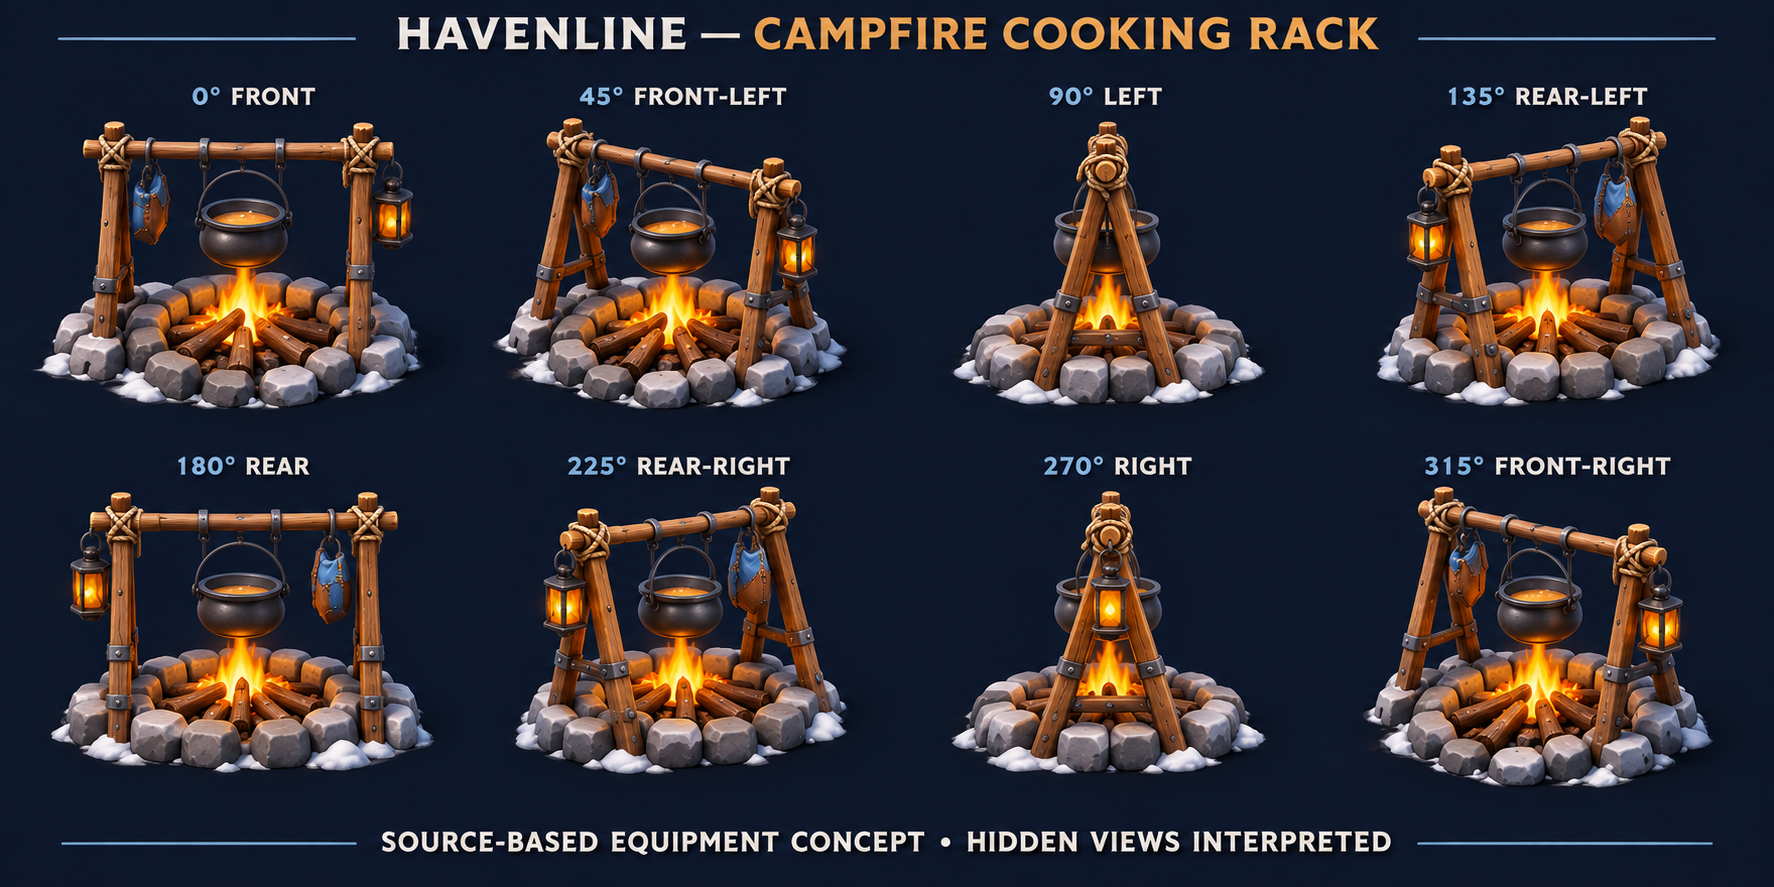 HAVENLINE — CAMPFIRE COOKING RACK
0° FRONT
45° FRONT-LEFT
90° LEFT
135° REAR-LEFT
180° REAR
225° REAR-RIGHT
270° RIGHT
315° FRONT-RIGHT
SOURCE-BASED EQUIPMENT CONCEPT • HIDDEN VIEWS INTERPRETED